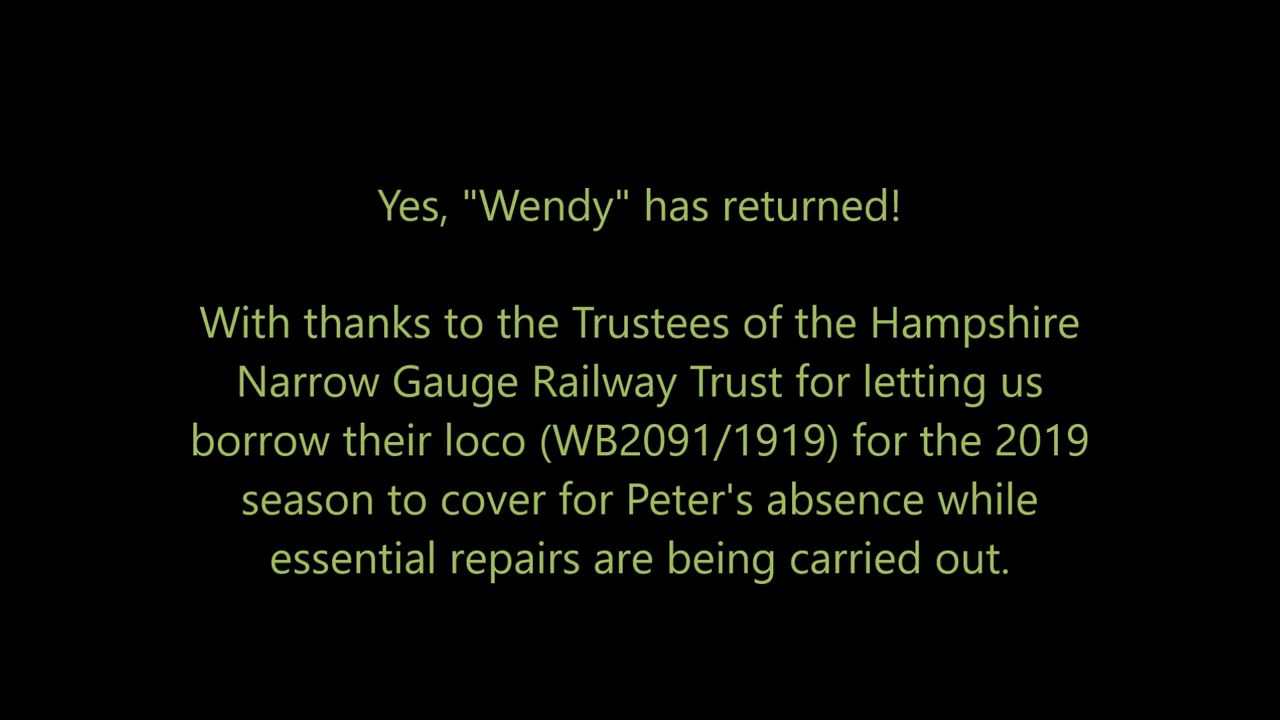 Yes, "Wendy" has returned!
With thanks to the Trustees of the Hampshire
Narrow Gauge Railway Trust for letting us
borrow their loco (WB2091/1919) for the 2019
season to cover for Peter's absence while
essential repairs are being carried out.